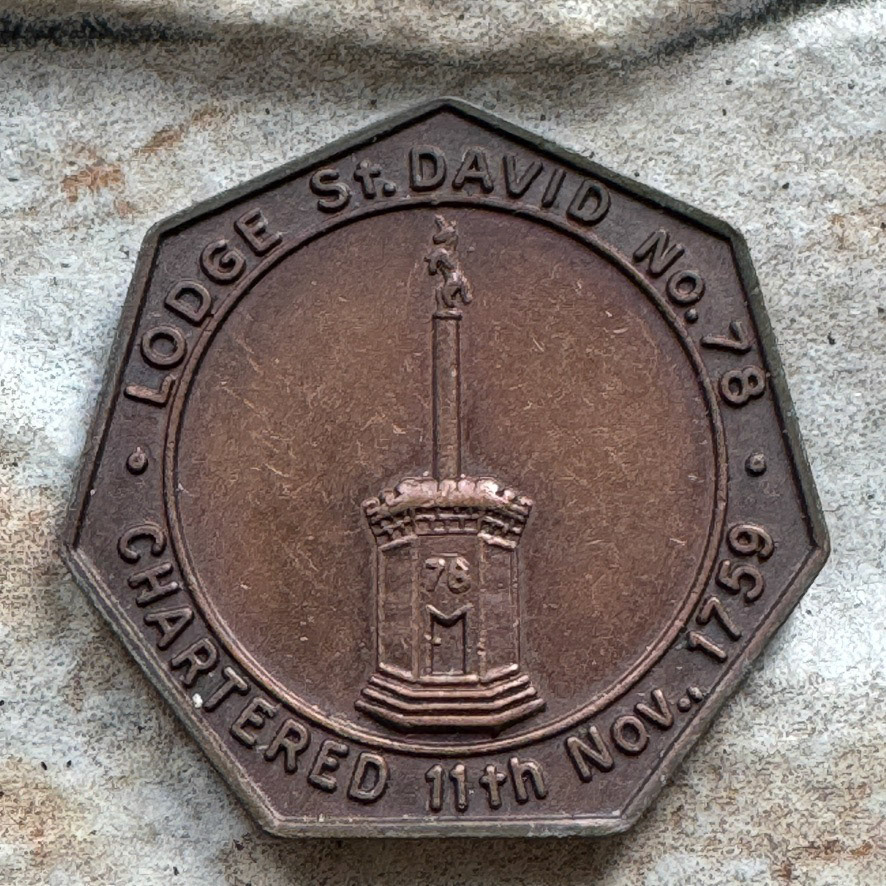 LODGE St. DAVID No. 78
CHARTERED 11th Nov., 1759
78